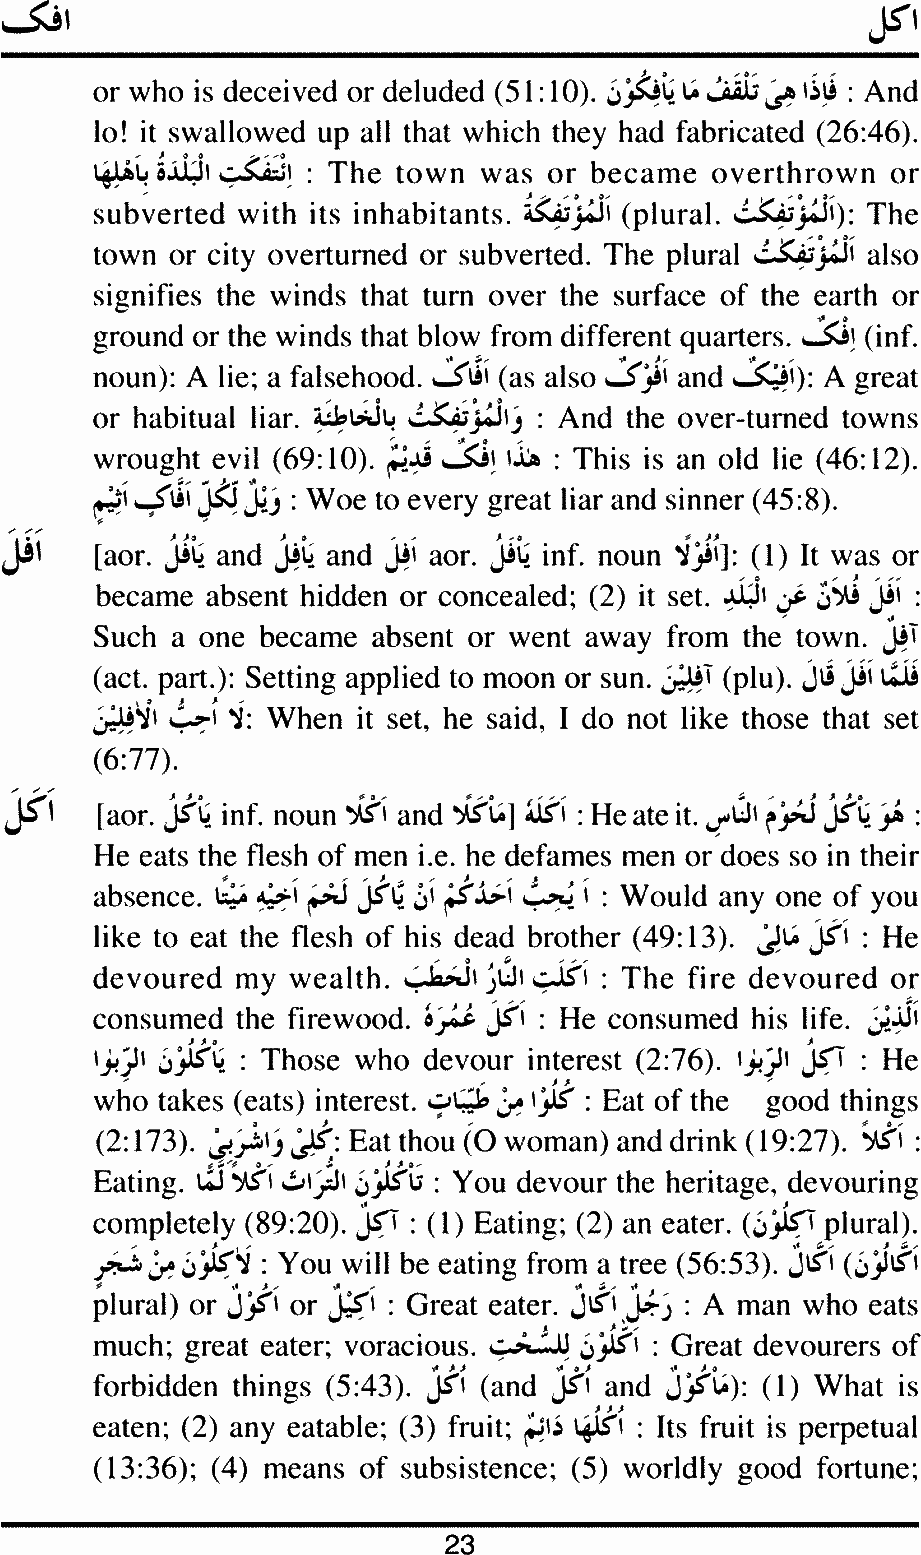 افک اکل
or who is deceived or deluded (51:10). فَاِذَا هِیَ تَلْقَفُ مَا یَأْفِکُوْنَ : And
lo! it swallowed up all that which they had fabricated (26:46).
اِئْتَفَکَتِ الْبَلْدَةُ بِاَهْلِهَا : The town was or became overthrown or
subverted with its inhabitants. اَلْمُؤْتَفِکَةُ (plural. اَلْمُؤْتَفِکٰتُ): The
town or city overturned or subverted. The plural اَلْمُؤْتَفِکٰتُ also
signifies the winds that turn over the surface of the earth or
ground or the winds that blow from different quarters. اِفْکٌ (inf.
noun): A lie; a falsehood. اَفَّاکٌ (as also اَفُوْکٌ and اَفِیْکٌ): A great
or habitual liar. وَالْمُؤْتَفِکٰتُ بِالْخَاطِئَةِ : And the over-turned towns
wrought evil (69:10). هٰذَا اِفْکٌ قَدِیْمٌ : This is an old lie (46:12).
وَیْلٌ لِّکُلِّ اَفَّاکٍ اَثِیْمٍ : Woe to every great liar and sinner (45:8).
اَفَلَ [aor. یَأْفُلُ and یَأْفِلُ and اَفِلَ aor. یَأْفَلُ inf. noun اُفُوْلًا]: (1) It was or
became absent hidden or concealed; (2) it set. اَفَلَ فُلَانٌ عَنِ الْبَلَدِ :
Such a one became absent or went away from the town. آفِلٌ
(act. part.): Setting applied to moon or sun. آفِلِیْنَ (plu). فَلَمَّا اَفَلَ قَالَ
لَا اُحِبُّ الْاٰفِلِیْنَ: When it set, he said, I do not like those that set
(6:77).
اَکَلَ [aor. یَأْکُلُ inf. noun اَکْلًا and مَأْکَلًا] اَکَلَهٗ : He ate it. هُوَ یَأْکُلُ لُحُوْمَ النَّاسِ :
He eats the flesh of men i.e. he defames men or does so in their
absence. اَ یُحِبُّ اَحَدُکُمْ اَنْ یَّاْکُلَ لَحْمَ اَخِیْهِ مَیْتًا : Would any one of you
like to eat the flesh of his dead brother (49:13). اَکَلَ مَالِیْ : He
devoured my wealth. اَکَلَتِ النَّارُ الْحَطَبَ : The fire devoured or
consumed the firewood. اَکَلَ عُمُرَهٗ : He consumed his life. اَلَّذِیْنَ
یَأْکُلُوْنَ الرِّبٰوا : Those who devour interest (2:76). آکِلُ الرِّبٰوا : He
who takes (eats) interest. کُلُوْا مِنْ طَیِّبَاتٍ : Eat of the good things
(2:173). کُلِیْ وَاشْرَبِیْ: Eat thou (O woman) and drink (19:27). اَکْلًا :
Eating. تَأْکُلُوْنَ التُّرَاثَ اَکْلًا لَّمًّا : You devour the heritage, devouring
completely (89:20). آکِلٌ : (1) Eating; (2) an eater. (آکِلُوْنَ plural).
لَاٰکِلُوْنَ مِنْ شَجَرٍ : You will be eating from a tree (56:53). اَکَّالٌ (اَکَّالُوْنَ
plural) or اَکُوْلٌ or اَکِیْلٌ : Great eater. رَجُلٌ اَکَّالٌ : A man who eats
much; great eater; voracious. اَکّٰلُوْنَ لِلسُّحْتِ : Great devourers of
forbidden things (5:43). اُکُلٌ (and اُکْلٌ and مَأْکُوْلٌ): (1) What is
eaten; (2) any eatable; (3) fruit; اُکُلُهَا دَائِمٌ : Its fruit is perpetual
(13:36); (4) means of subsistence; (5) worldly good fortune;
23